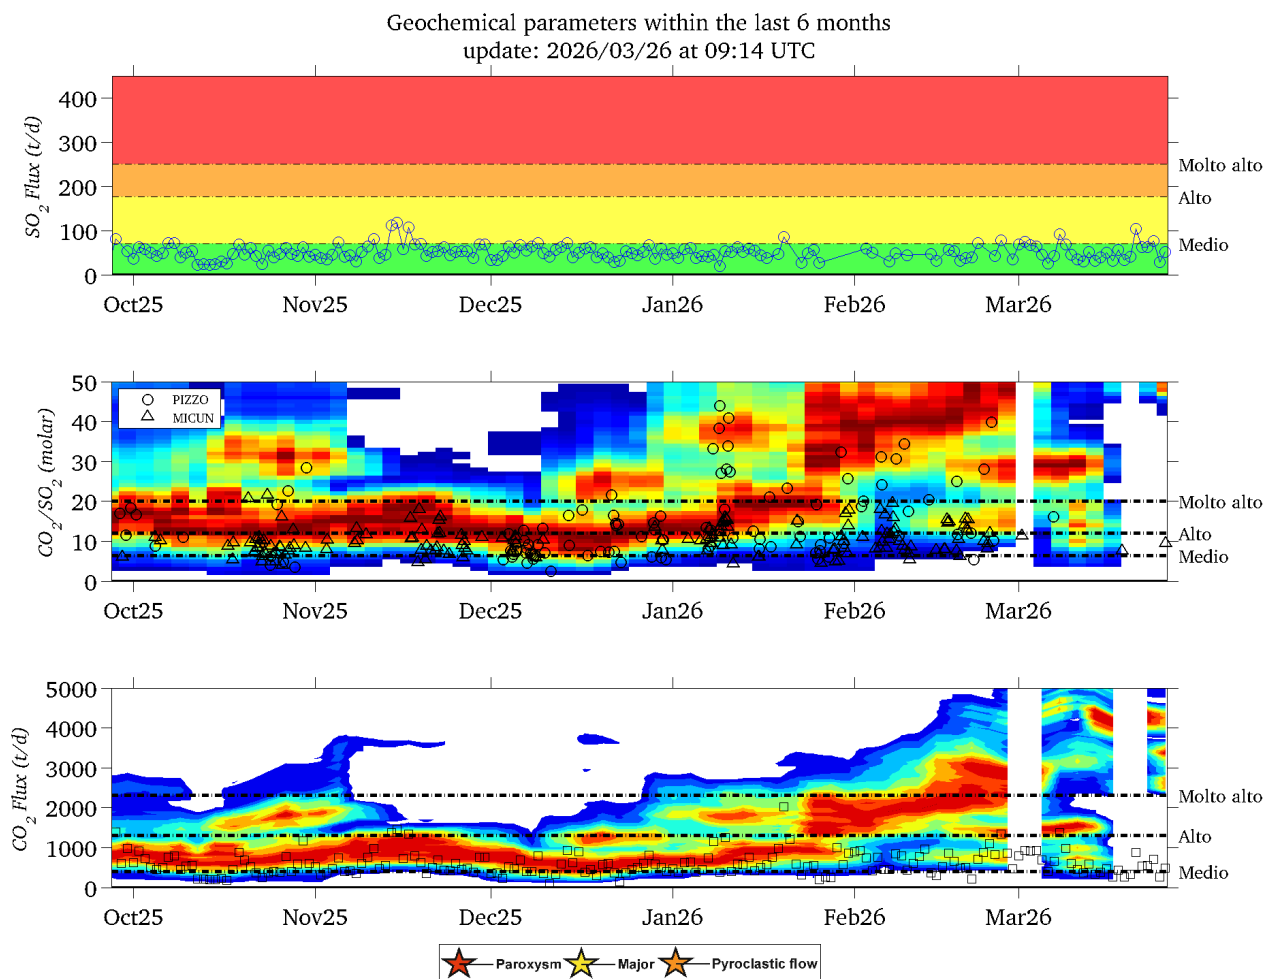 Geochemical parameters within the last 6 months
update: 2026/03/26 at 09:14 UTC
SO2 Flux (t/d)
400
300
200
100
0
Molto alto
Alto
Medio
Oct25 Nov25 Dec25 Jan26 Feb26 Mar26
CO2/SO2 (molar)
50
40
30
20
10
0
PIZZO
MICUN
Molto alto
Alto
Medio
Oct25 Nov25 Dec25 Jan26 Feb26 Mar26
CO2 Flux (t/d)
5000
4000
3000
2000
1000
0
Molto alto
Alto
Medio
Oct25 Nov25 Dec25 Jan26 Feb26 Mar26
Paroxysm Major Pyroclastic flow